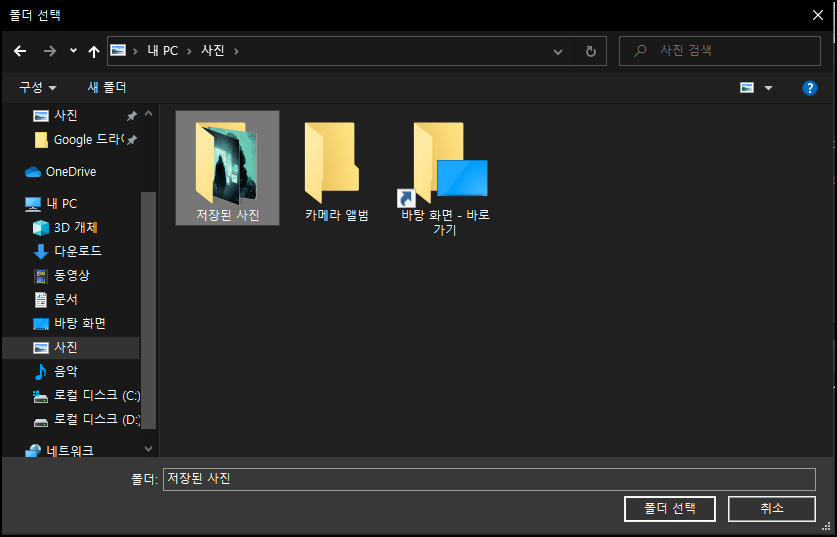 폴더 선택
내 PC
사진
사진 검색
구성
새 폴더
사진
Google 드라이
OneDrive
내 PC
3D 개체
다운로드
동영상
문서
바탕 화면
사진
음악
로컬 디스크 (C:)
로컬 디스크 (D:)
네트워크
저장된 사진
카메라 앨범
바탕 화면 - 바로
가기
폴더:
저장된 사진
폴더 선택
취소